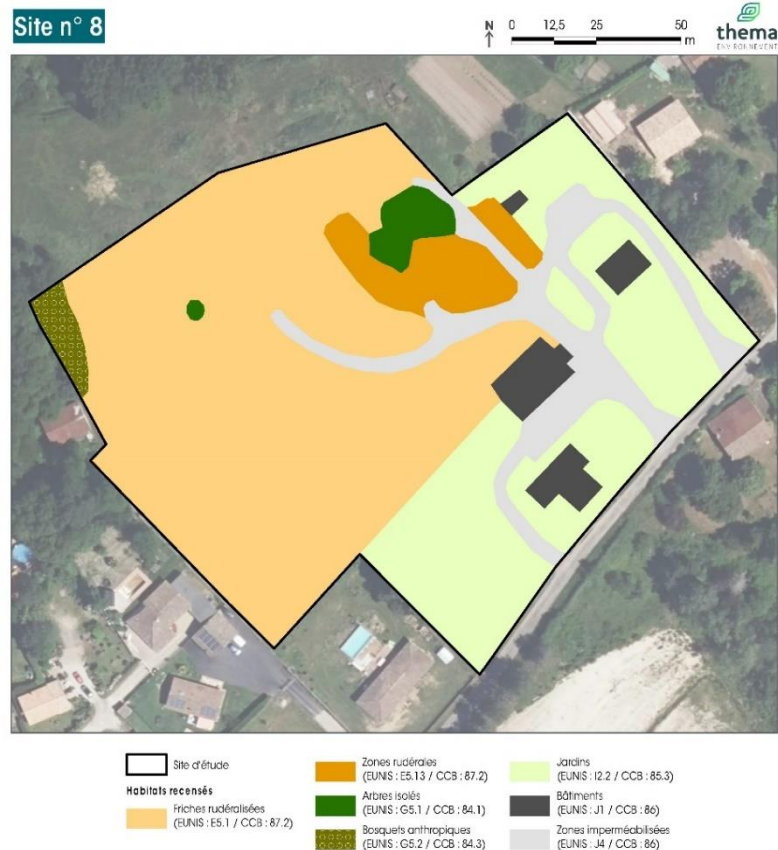 Site n° 8
N 0 12,5 25 50
m
thema
ENVIRONNEMENT
Site d'étude
Habitats recensés
Friches rudéralisées
(EUNIS : E5.1 / CCB : 87.2)
Zones rudérales
(EUNIS : E5.13 / CCB : 87.2)
Arbres isolés
(EUNIS : G5.1 / CCB : 84.1)
Bosquets anthropiques
(EUNIS : G5.2 / CCB : 84.3)
Jardins
(EUNIS : I2.2 / CCB : 85.3)
Bâtiments
(EUNIS : J1 / CCB : 86)
Zones imperméabilisées
(EUNIS : J4 / CCB : 86)